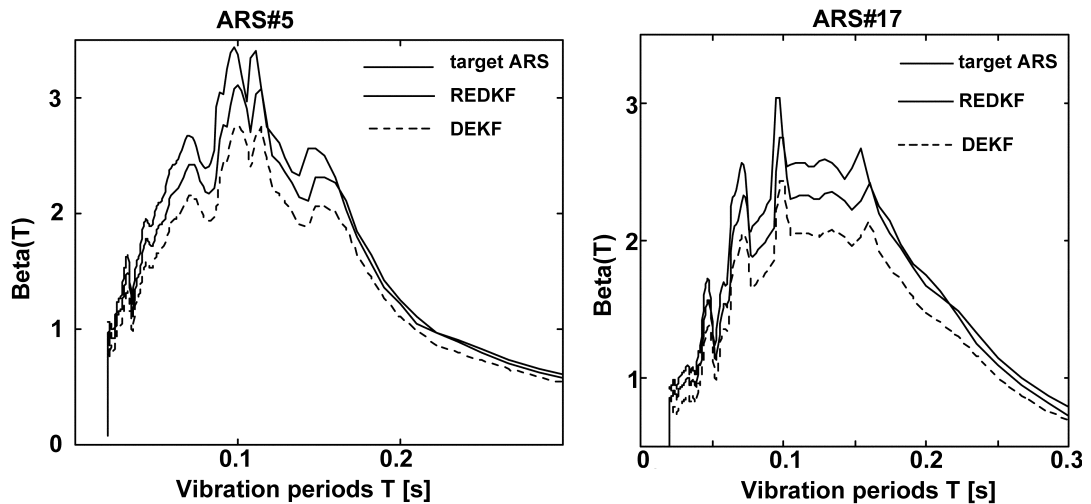 ARS#5
target ARS
REDKF
DEKF
3
2
1
0
0.1
0.2
Beta(T)
Vibration periods T [s]
ARS#17
target ARS
REDKF
DEKF
3
2
1
0
0.1
0.2
0.3
Beta(T)
Vibration periods T [s]